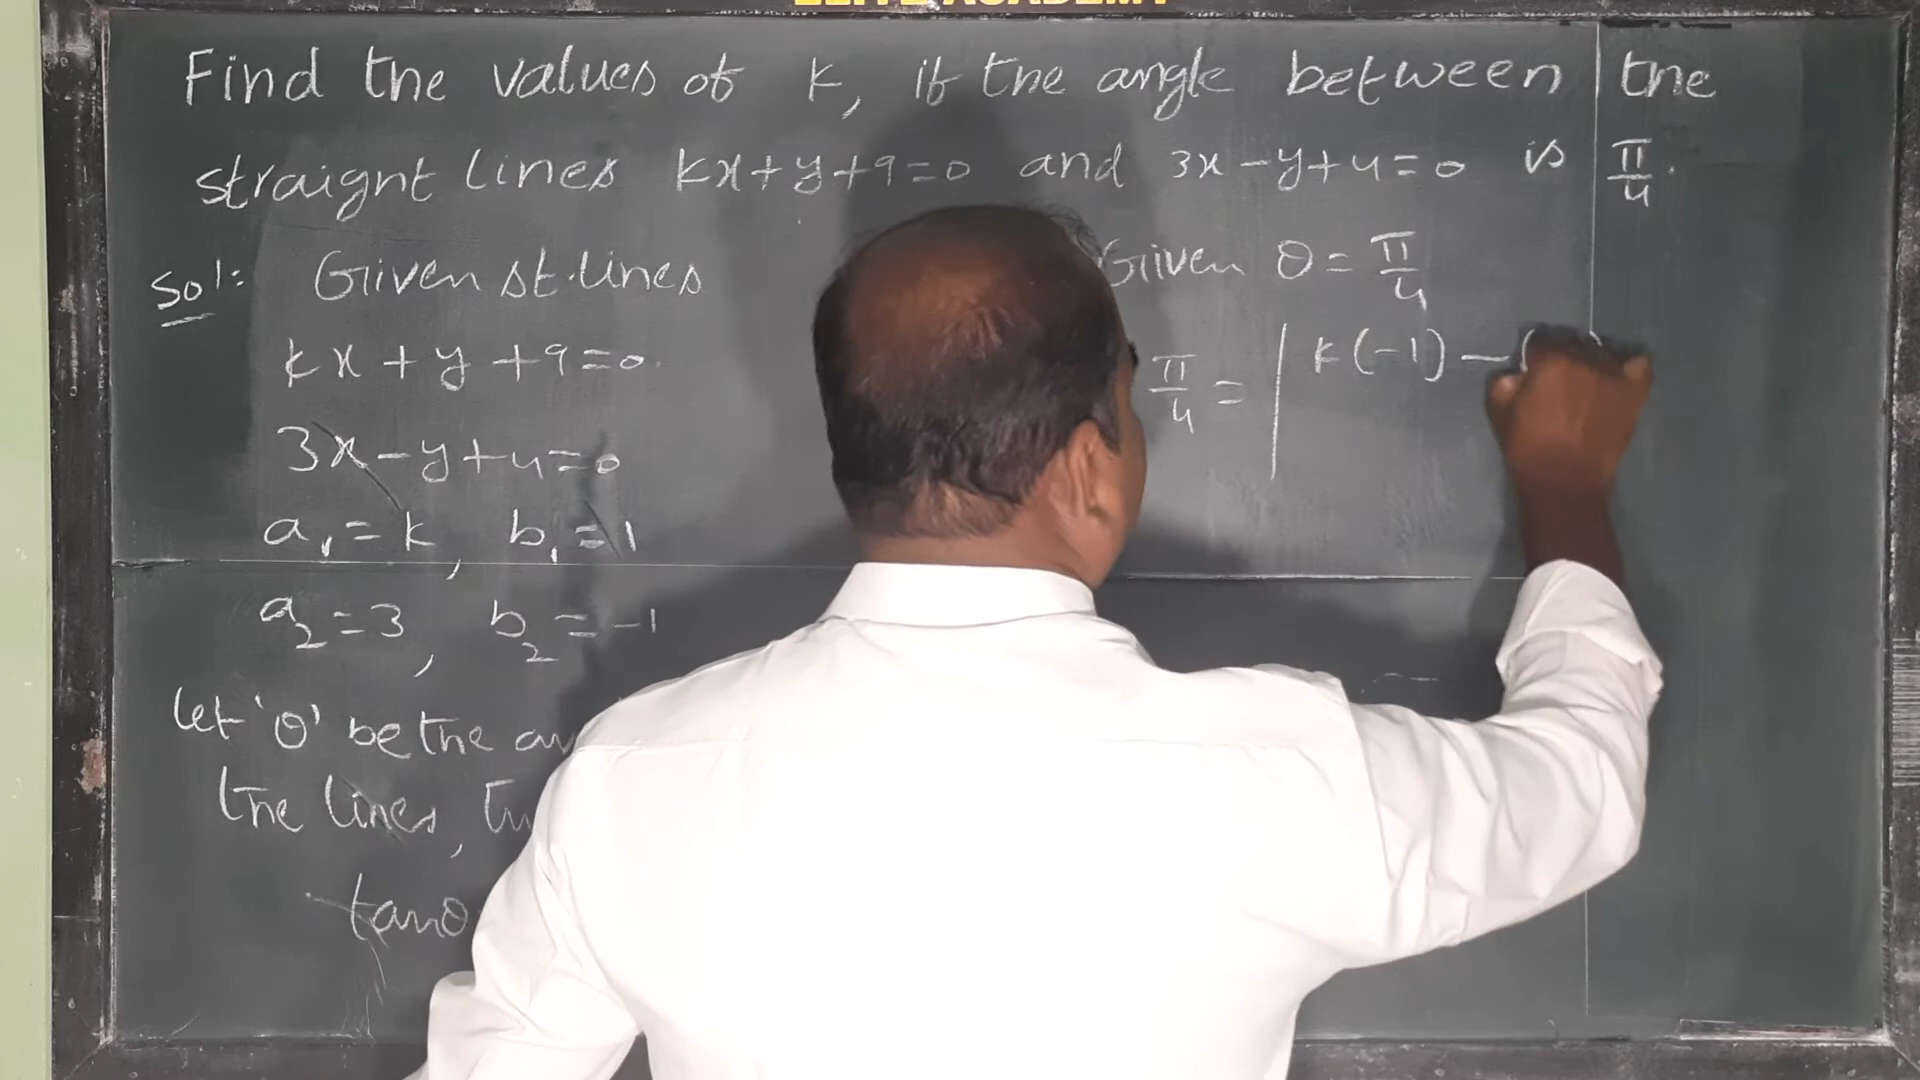 ELITE ACADEMY
Find the values of k, if the angle between the
straight lines kx+y+9=0 and 3x-y+4=0 is π/4.
Sol: Given st.lines
kx+y+9=0
3x-y+4=0
a₁=k, b₁=1
a₂=3, b₂=-1
Let 'θ' be the
the lines,
tanθ
Given θ=π/4
π/4 = | k(-1)-(